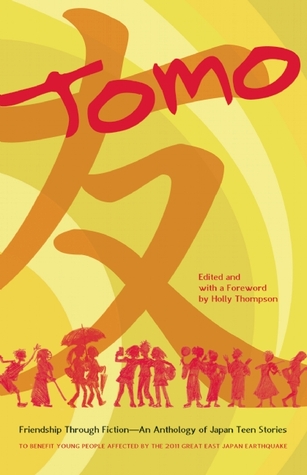 Tomo
友
Edited and
with a Foreword
by Holly Thompson
Friendship Through Fiction—An Anthology of Japan Teen Stories
TO BENEFIT YOUNG PEOPLE AFFECTED BY THE 2011 GREAT EAST JAPAN EARTHQUAKE